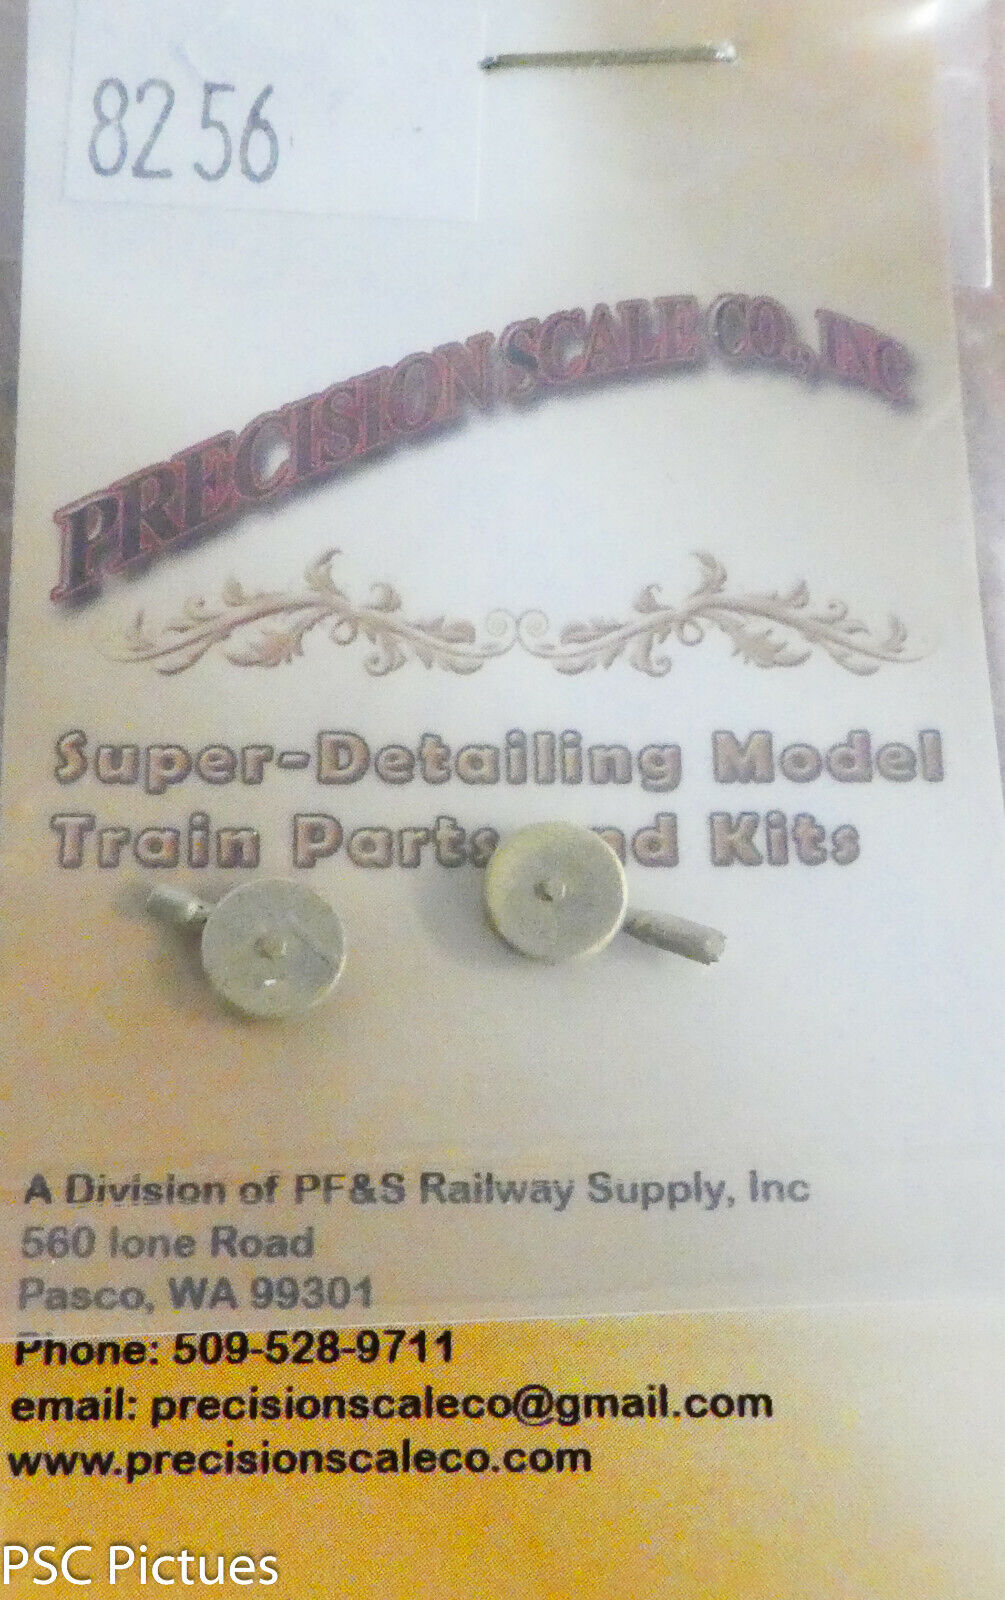 8256
PRECISION SCALE CO., INC
Super-Detailing Model
Train Parts and Kits
A Division of PF&S Railway Supply, Inc
560 Ione Road
Pasco, WA 99301
Phone: 509-528-9711
email: precisionscaleco@gmail.com
www.precisionscaleco.com
PSC Pictues